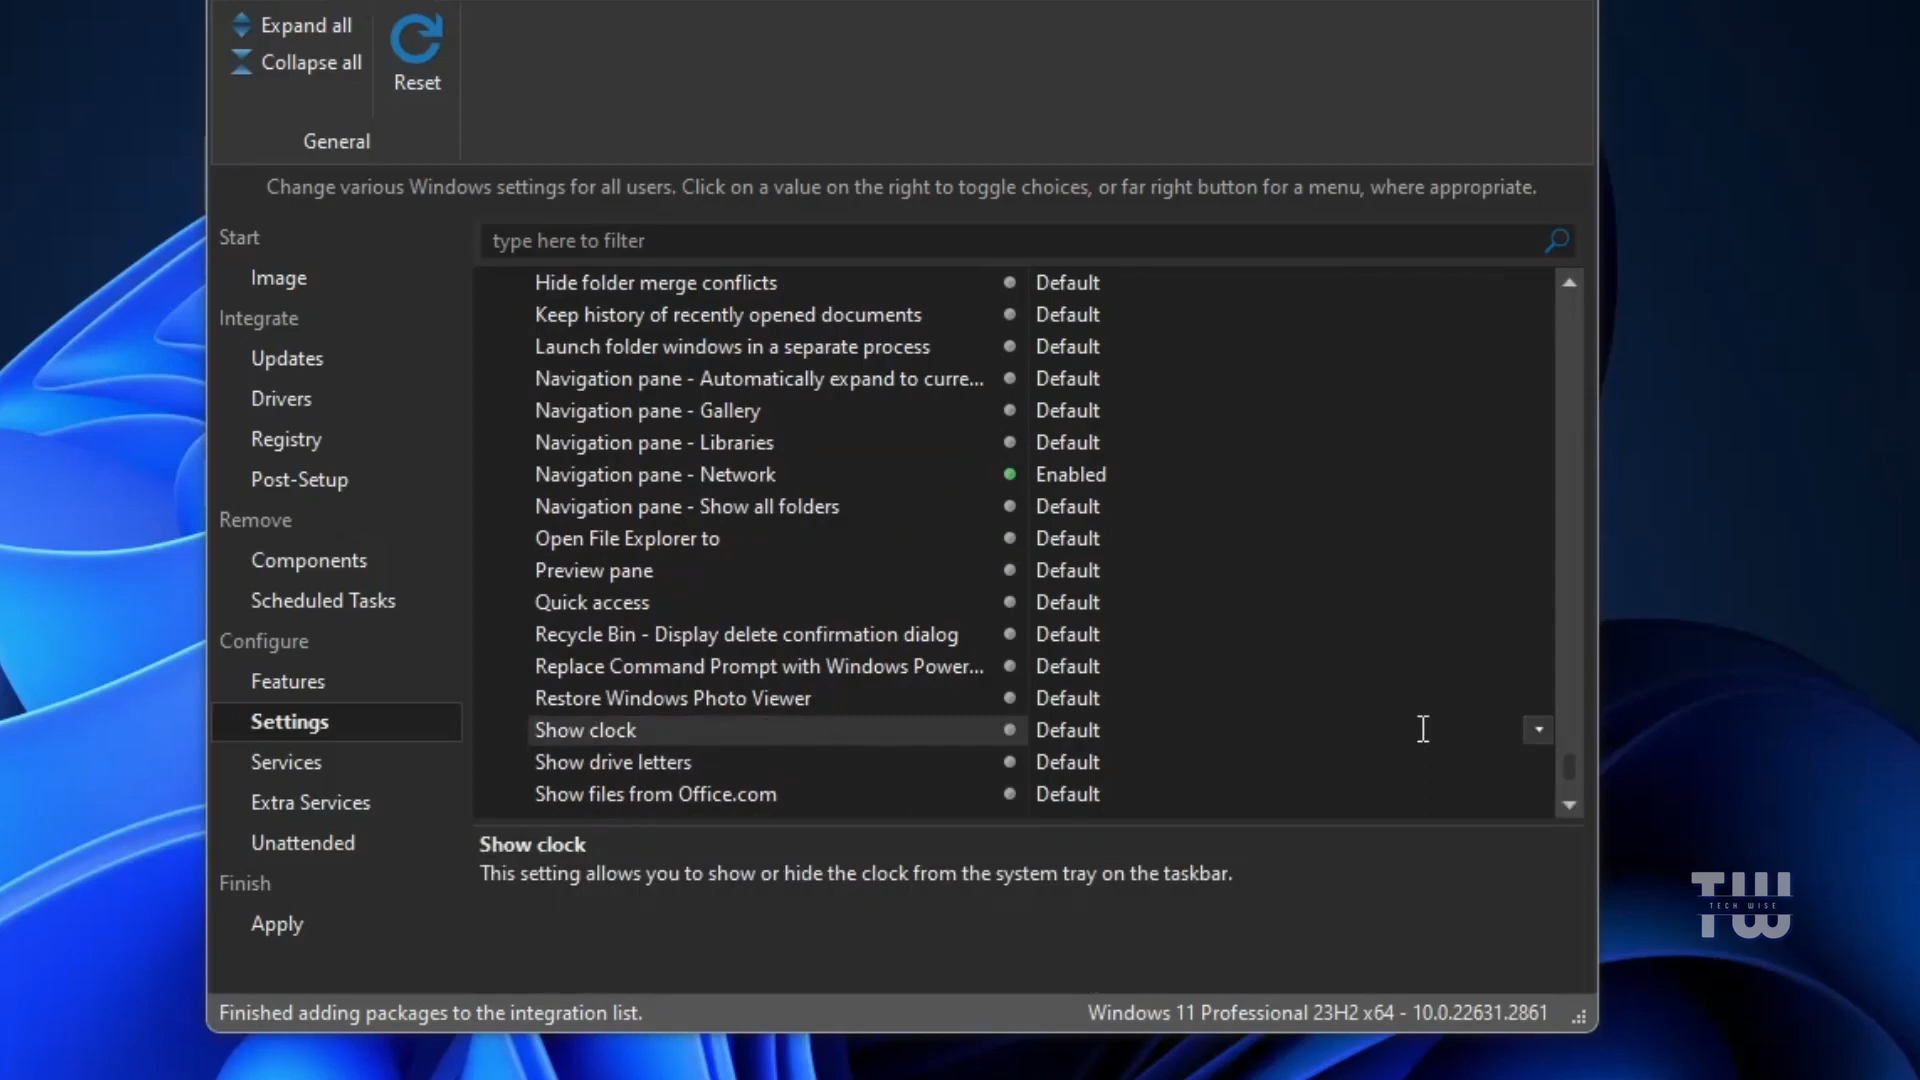 Expand all
Collapse all
Reset
General
Change various Windows settings for all users. Click on a value on the right to toggle choices, or far right button for a menu, where appropriate.
Start
Image
Integrate
Updates
Drivers
Registry
Post-Setup
Remove
Components
Scheduled Tasks
Configure
Features
Settings
Services
Extra Services
Unattended
Finish
Apply
type here to filter
Hide folder merge conflicts Default
Keep history of recently opened documents Default
Launch folder windows in a separate process Default
Navigation pane - Automatically expand to curre... Default
Navigation pane - Gallery Default
Navigation pane - Libraries Default
Navigation pane - Network Enabled
Navigation pane - Show all folders Default
Open File Explorer to Default
Preview pane Default
Quick access Default
Recycle Bin - Display delete confirmation dialog Default
Replace Command Prompt with Windows Power... Default
Restore Windows Photo Viewer Default
Show clock Default
Show drive letters Default
Show files from Office.com Default
Show clock
This setting allows you to show or hide the clock from the system tray on the taskbar.
TW
TECH WISE
Finished adding packages to the integration list.
Windows 11 Professional 23H2 x64 - 10.0.22631.2861